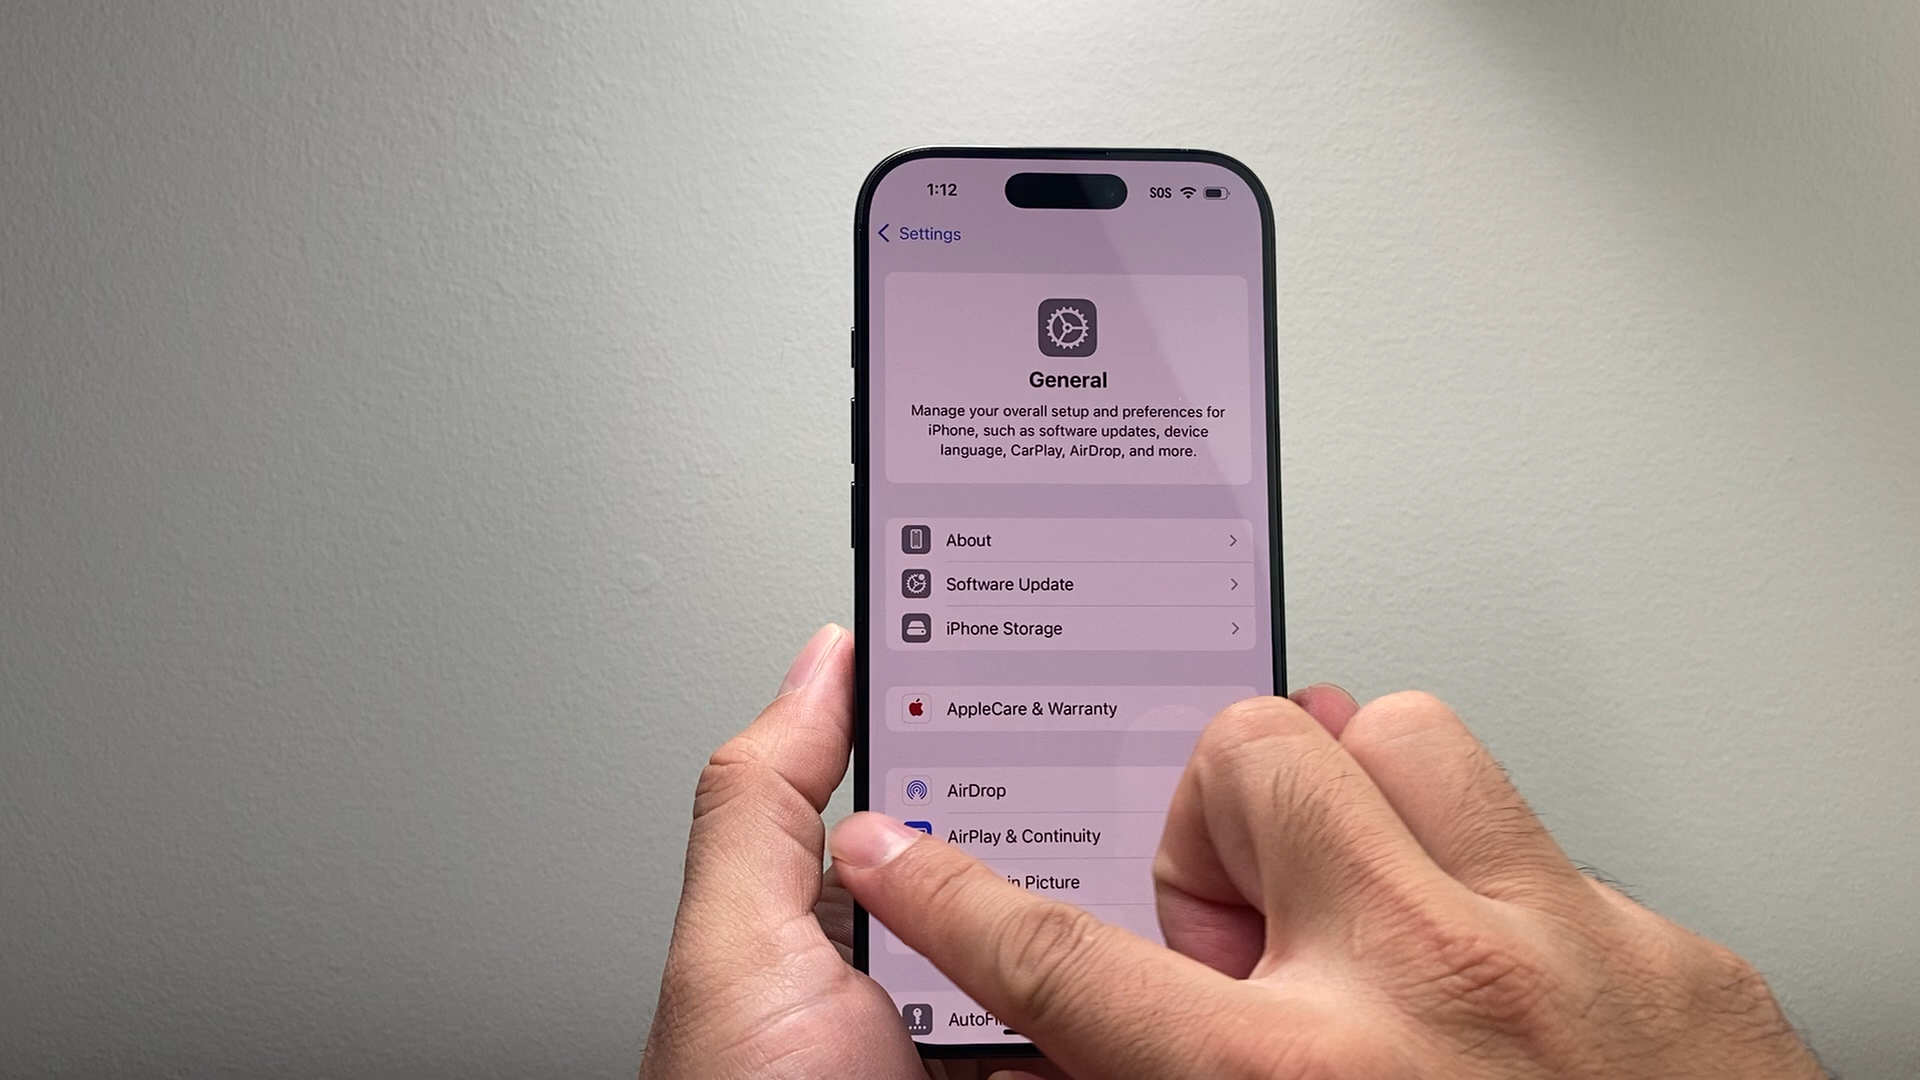 1:12
SOS
Settings
General
Manage your overall setup and preferences for
iPhone, such as software updates, device
language, CarPlay, AirDrop, and more.
About
Software Update
iPhone Storage
AppleCare & Warranty
AirDrop
AirPlay & Continuity
in Picture